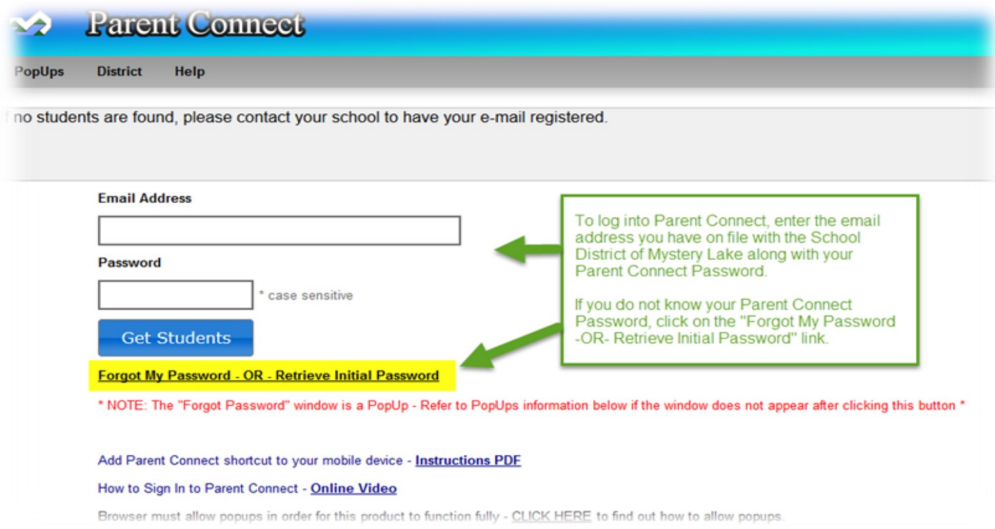 Parent Connect
PopUps District Help
no students are found, please contact your school to have your e-mail registered.
Email Address
Password
* case sensitive
Get Students
Forgot My Password - OR - Retrieve Initial Password
To log into Parent Connect, enter the email
address you have on file with the School
District of Mystery Lake along with your
Parent Connect Password.
If you do not know your Parent Connect
Password, click on the "Forgot My Password
-OR- Retrieve Initial Password" link.
* NOTE: The "Forgot Password" window is a PopUp - Refer to PopUps information below if the window does not appear after clicking this button *
Add Parent Connect shortcut to your mobile device - Instructions PDF
How to Sign In to Parent Connect - Online Video
Browser must allow popups in order for this product to function fully - CLICK HERE to find out how to allow popups.